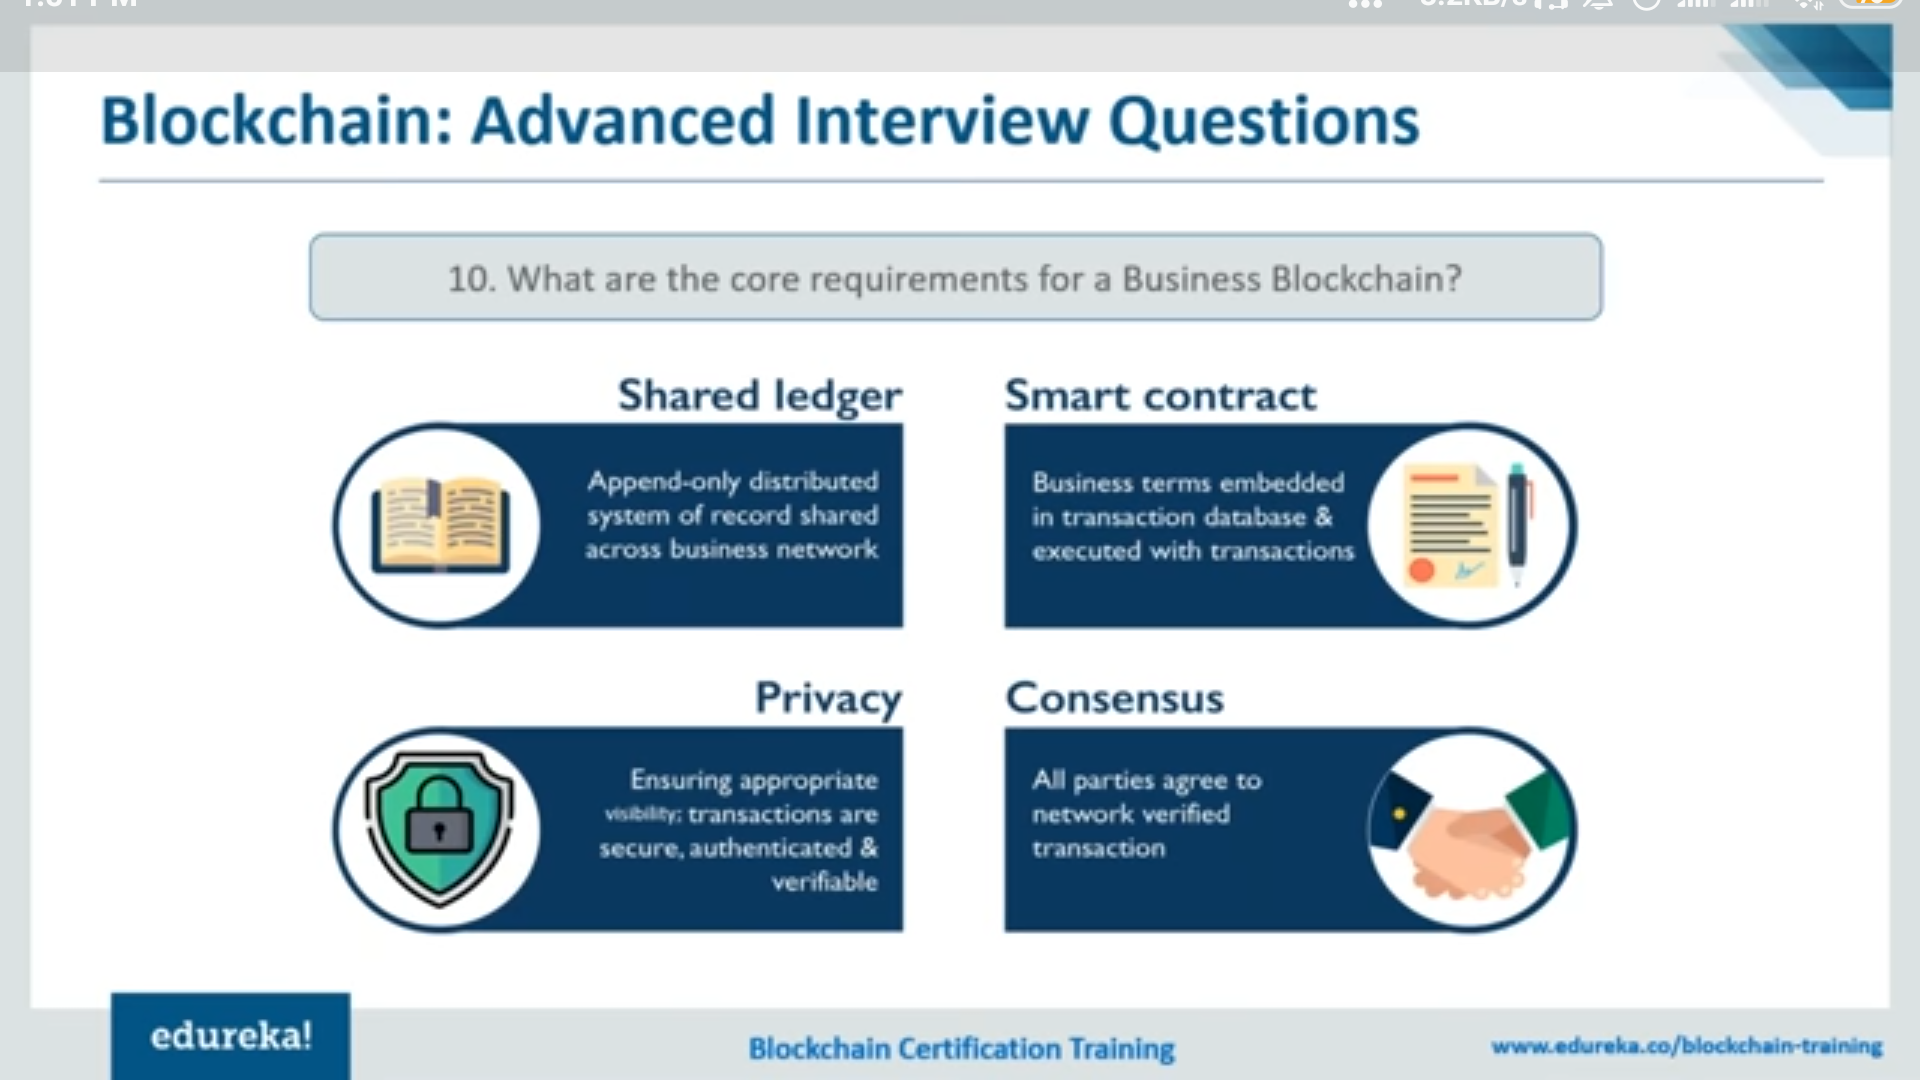 Blockchain: Advanced Interview Questions
10. What are the core requirements for a Business Blockchain?
Shared ledger
Append-only distributed
system of record shared
across business network
Smart contract
Business terms embedded
in transaction database &
executed with transactions
Privacy
Ensuring appropriate
visibility; transactions are
secure, authenticated &
verifiable
Consensus
All parties agree to
network verified
transaction
edureka!
Blockchain Certification Training
www.edureka.co/blockchain-training